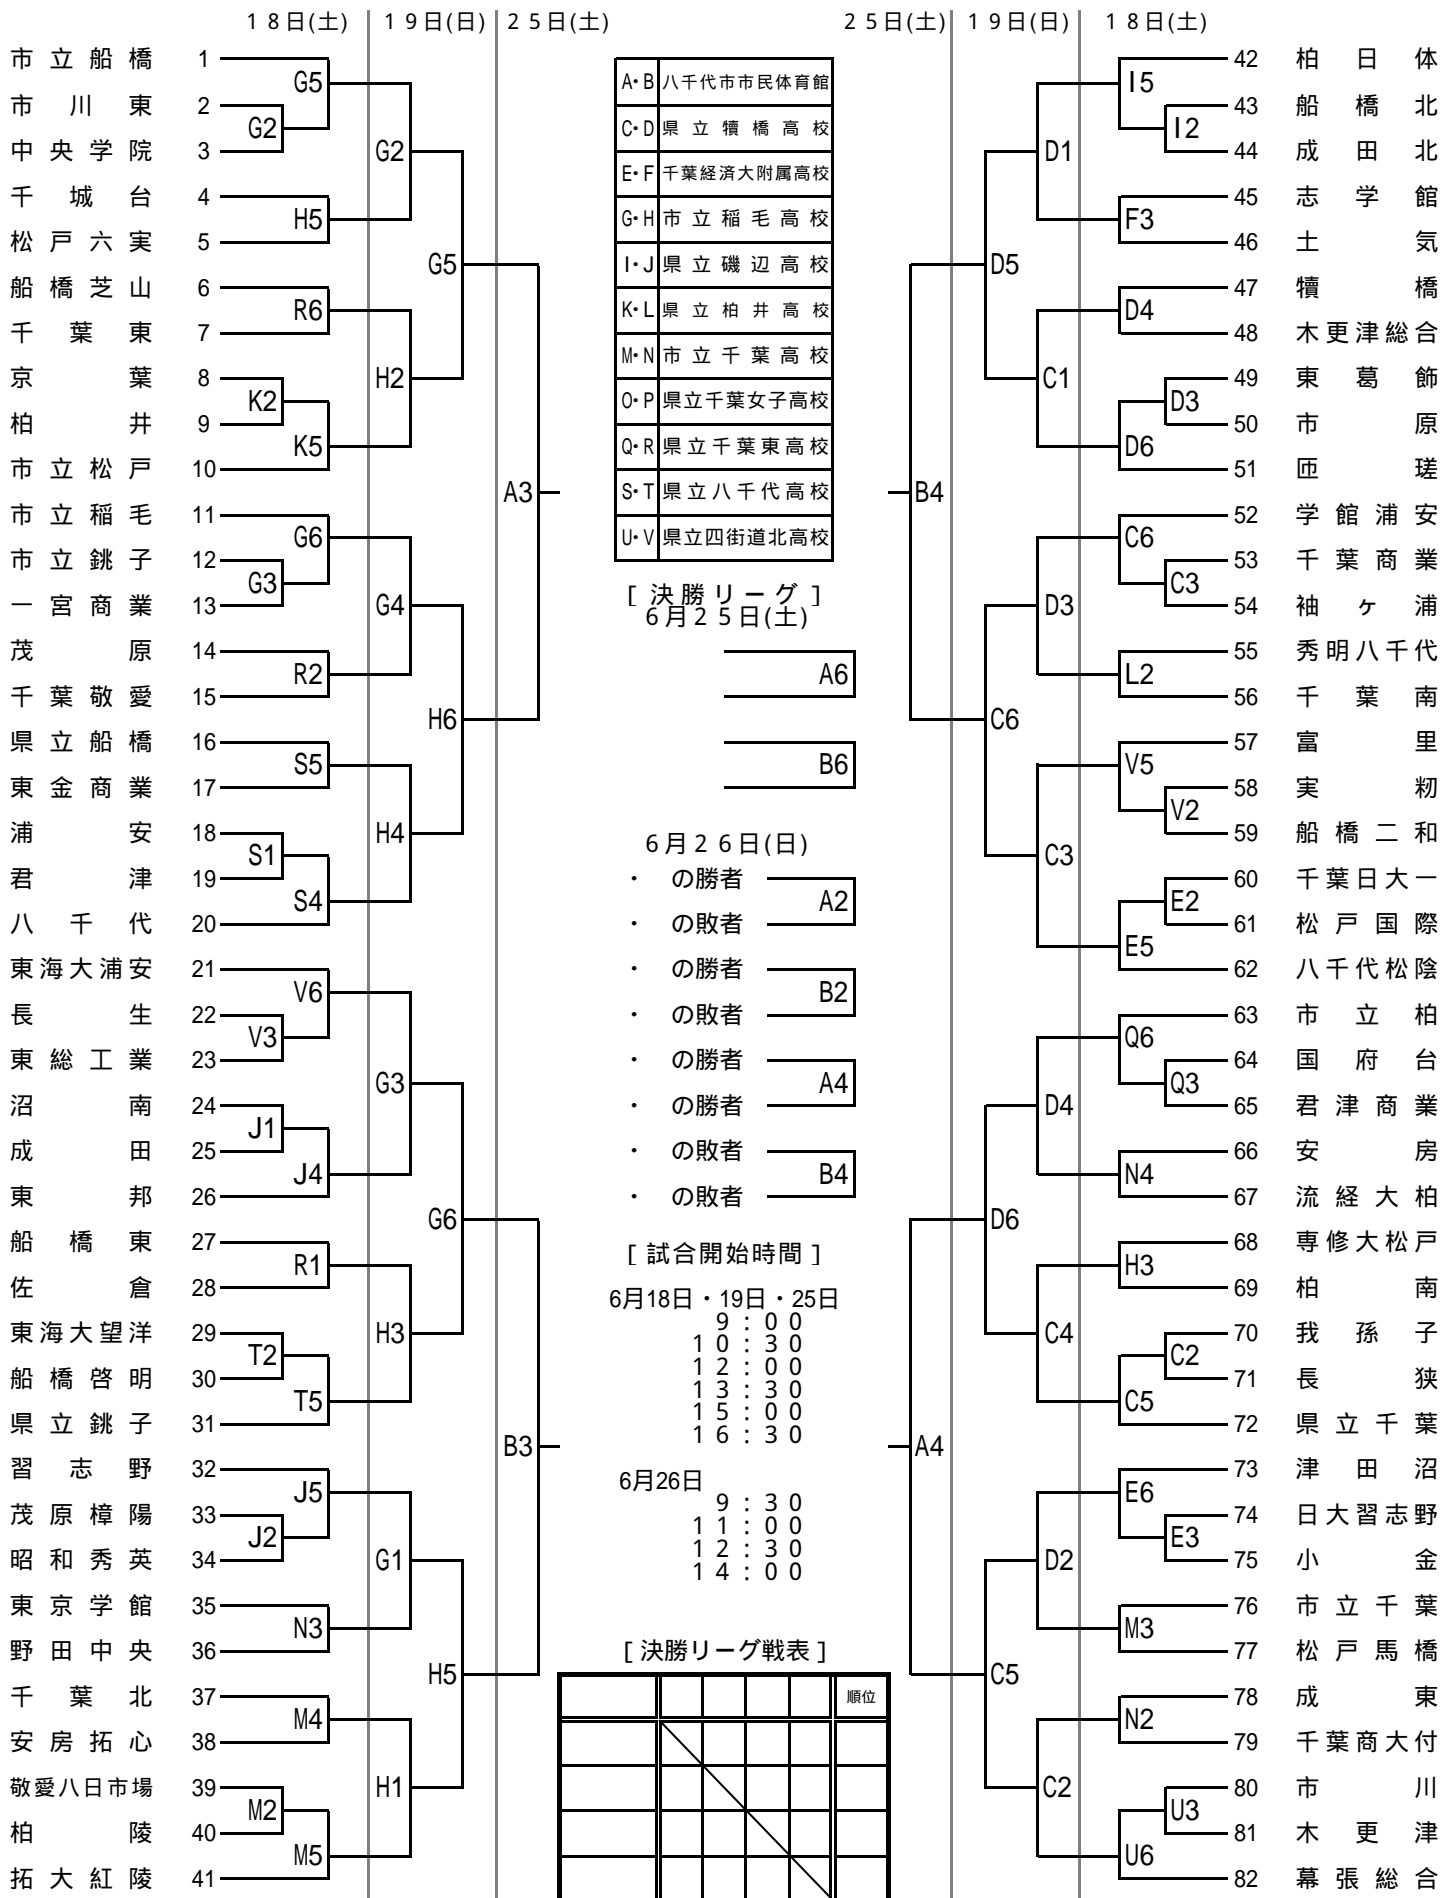 18日(土) 19日(日) 25日(土) 25日(土) 19日(日) 18日(土)
市立船橋 1
市川東 2
中央学院 3
千城台 4
松戸六実 5
船橋芝山 6
千葉東 7
京葉 8
柏井 9
市立松戸 10
市立稲毛 11
市立銚子 12
一宮商業 13
茂原 14
千葉敬愛 15
県立船橋 16
東金商業 17
浦安 18
君津 19
八千代 20
東海大浦安 21
長生 22
東総工業 23
沼南 24
成田 25
東邦 26
船橋東 27
佐倉 28
東海大望洋 29
船橋啓明 30
県立銚子 31
習志野 32
茂原樟陽 33
昭和秀英 34
東京学館 35
野田中央 36
千葉北 37
安房拓心 38
敬愛八日市場 39
柏陵 40
拓大紅陵 41
G2
K2
G3
S1
V3
J1
T2
J2
M2
G5
H5
R6
K5
G6
R2
S5
S4
V6
J4
R1
T5
J5
N3
M4
M5
G2
H2
G4
H4
G3
H3
G1
H1
G5
H6
G6
H5
A3
B3
A・B 八千代市市民体育館
C・D 県立犢橋高校
E・F 千葉経済大附属高校
G・H 市立稲毛高校
I・J 県立磯辺高校
K・L 県立柏井高校
M・N 市立千葉高校
O・P 県立千葉女子高校
Q・R 県立千葉東高校
S・T 県立八千代高校
U・V 県立四街道北高校
[決勝リーグ]
6月25日(土)
A6
B6
6月26日(日)
・ の勝者
A2
・ の敗者
・ の勝者
B2
・ の敗者
・ の勝者
A4
・ の勝者
・ の敗者
B4
・ の敗者
[試合開始時間]
6月18日・19日・25日
9:00
10:30
12:00
13:30
15:00
16:30
6月26日
9:30
11:00
12:30
14:00
[決勝リーグ戦表]
順位
B4
A4
D5
C6
D6
C5
D1
C1
D3
C3
D4
C4
D2
C2
I5
F3
D4
D6
C6
L2
V5
E5
Q6
N4
H3
C5
E6
M3
N2
U6
I2
D3
C3
V2
E2
Q3
C2
E3
U3
42 柏日体
43 船橋北
44 成田北
45 志学館
46 土気
47 犢橋
48 木更津総合
49 東葛飾
50 市原
51 匝瑳
52 学館浦安
53 千葉商業
54 袖ヶ浦
55 秀明八千代
56 千葉南
57 富里
58 実籾
59 船橋二和
60 千葉日大一
61 松戸国際
62 八千代松陰
63 市立柏
64 国府台
65 君津商業
66 安房
67 流経大柏
68 専修大松戸
69 柏南
70 我孫子
71 長狭
72 県立千葉
73 津田沼
74 日大習志野
75 小金
76 市立千葉
77 松戸馬橋
78 成東
79 千葉商大付
80 市川
81 木更津
82 幕張総合